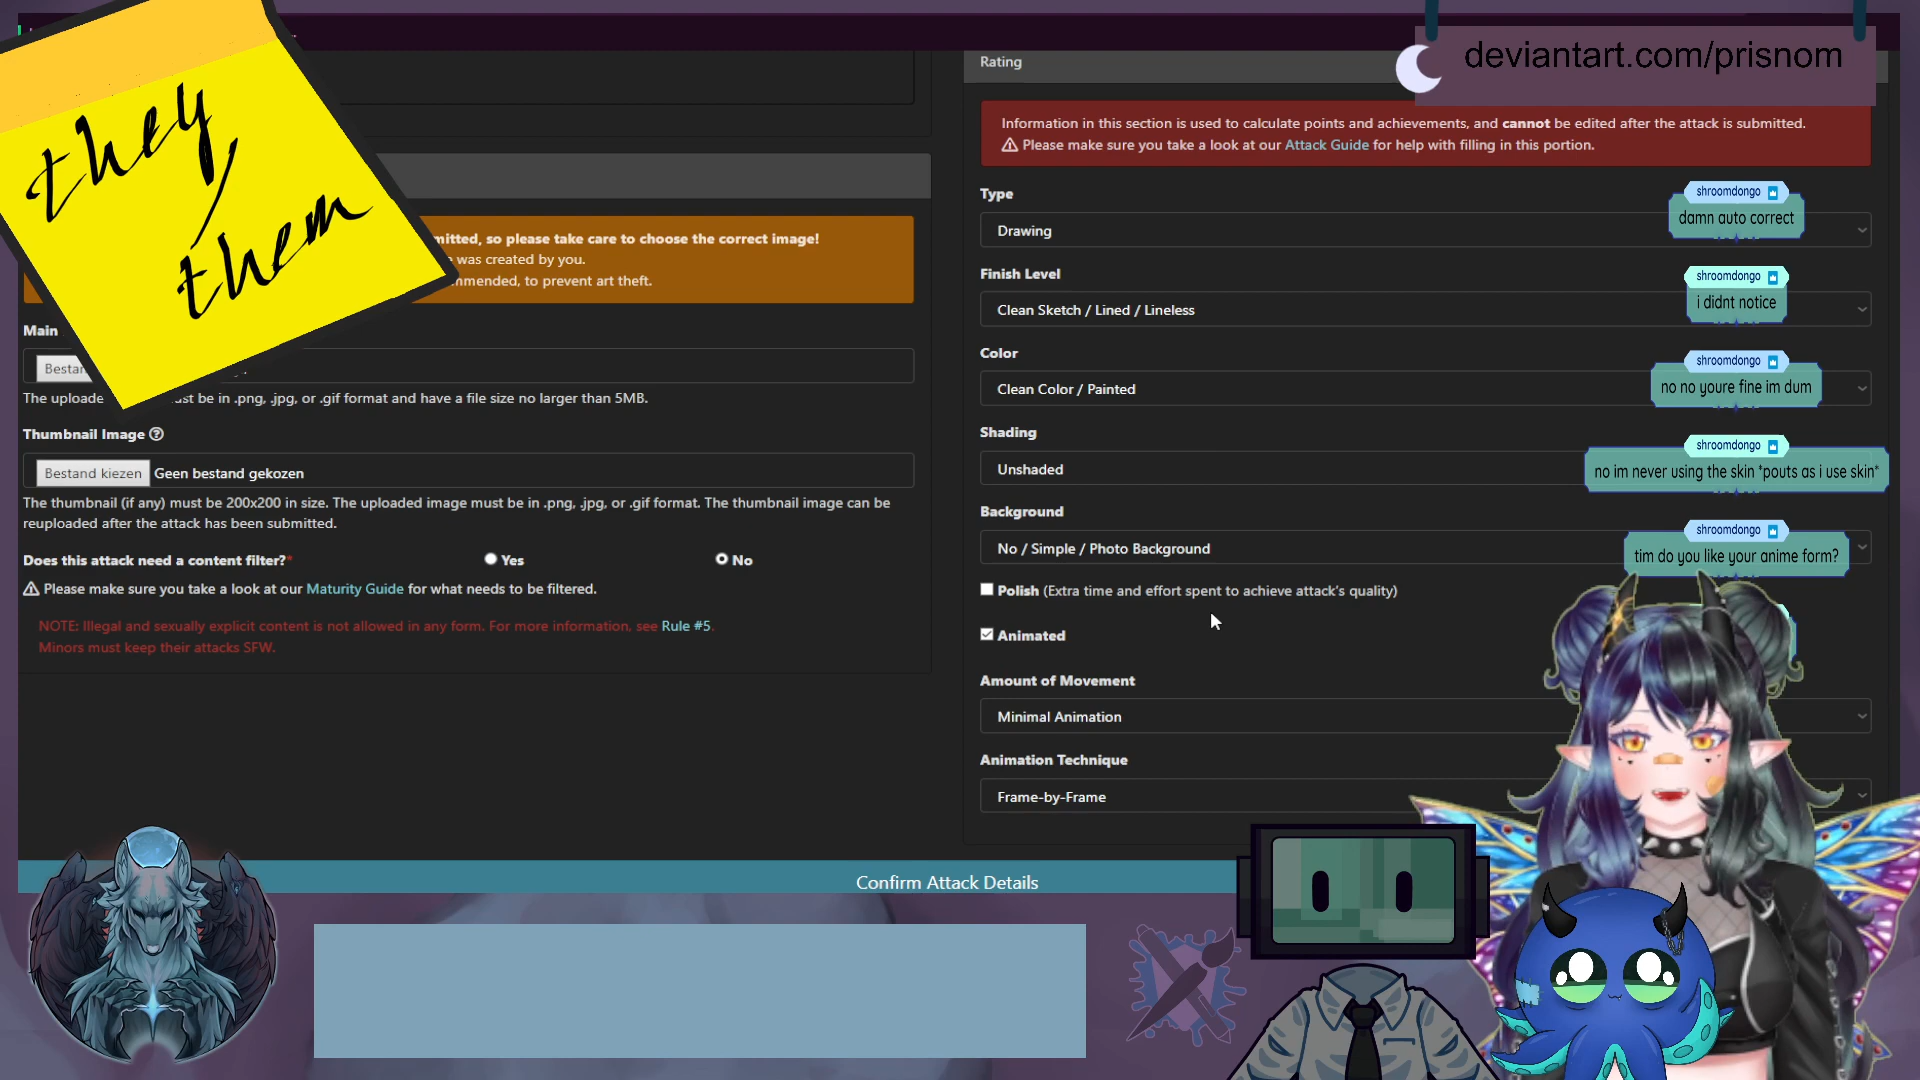 they/
them
deviantart.com/prisnom
mitted, so please take care to choose the correct image!
was created by you.
mmended, to prevent art theft.
Main
Bestan
The uploade
ust be in .png, .jpg, or .gif format and have a file size no larger than 5MB.
Thumbnail Image
Bestand kiezen Geen bestand gekozen
The thumbnail (if any) must be 200x200 in size. The uploaded image must be in .png, .jpg, or .gif format. The thumbnail image can be
reuploaded after the attack has been submitted.
Does this attack need a content filter?* Yes No
Please make sure you take a look at our Maturity Guide for what needs to be filtered.
NOTE: Illegal and sexually explicit content is not allowed in any form. For more information, see Rule #5.
Minors must keep their attacks SFW.
Rating
Information in this section is used to calculate points and achievements, and cannot be edited after the attack is submitted.
Please make sure you take a look at our Attack Guide for help with filling in this portion.
Type
Drawing
Finish Level
Clean Sketch / Lined / Lineless
Color
Clean Color / Painted
Shading
Unshaded
Background
No / Simple / Photo Background
Polish (Extra time and effort spent to achieve attack's quality)
Animated
Amount of Movement
Minimal Animation
Animation Technique
Frame-by-Frame
Confirm Attack Details
shroomdongo
damn auto correct
shroomdongo
i didnt notice
shroomdongo
no no youre fine im dum
shroomdongo
no im never using the skin *pouts as i use skin*
shroomdongo
tim do you like your anime form?